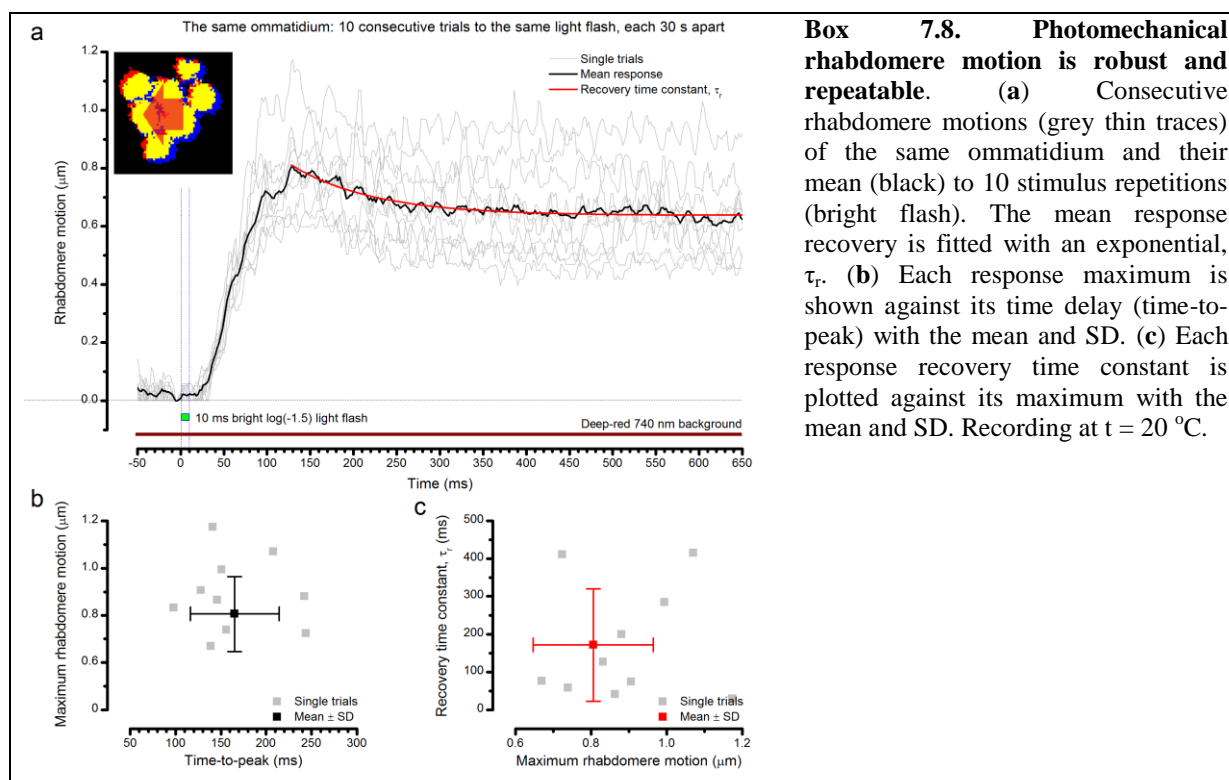 a
The same ommatidium: 10 consecutive trials to the same light flash, each 30 s apart
1.2
1.0
0.8
0.6
0.4
0.2
0.0
Rhabdomere motion (μm)
Single trials
Mean response
Recovery time constant, τr
10 ms bright log(-1.5) light flash
Deep-red 740 nm background
-50 0 50 100 150 200 250 300 350 400 450 500 550 600 650
Time (ms)
b
1.2
1.0
0.8
0.6
0
Maximum rhabdomere motion (μm)
Single trials
Mean ± SD
50 100 150 200 250 300
Time-to-peak (ms)
c
500
400
300
200
100
0
Recovery time constant, τr (ms)
Single trials
Mean ± SD
0.6 0.8 1.0 1.2
Maximum rhabdomere motion (μm)
Box 7.8. Photomechanical
rhabdomere motion is robust and
repeatable. (a) Consecutive
rhabdomere motions (grey thin traces)
of the same ommatidium and their
mean (black) to 10 stimulus repetitions
(bright flash). The mean response
recovery is fitted with an exponential,
τr. (b) Each response maximum is
shown against its time delay (time-to-
peak) with the mean and SD. (c) Each
response recovery time constant is
plotted against its maximum with the
mean and SD. Recording at t = 20 °C.